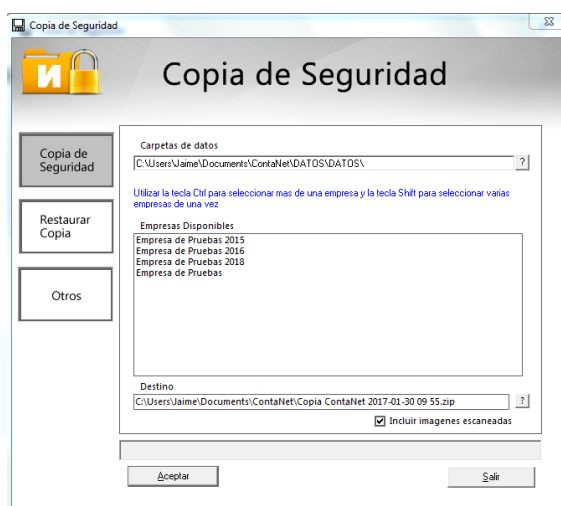 Copia de Seguridad
Copia de Seguridad
Copia de
Seguridad
Restaurar
Copia
Otros
Carpetas de datos
C:\Users\Jaime\Documents\ContaNet\DATOS\DATOS\
?
Utilizar la tecla Ctrl para seleccionar mas de una empresa y la tecla Shift para seleccionar varias
empresas de una vez
Empresas Disponibles
Empresa de Pruebas 2015
Empresa de Pruebas 2016
Empresa de Pruebas 2018
Empresa de Pruebas
Destino
C:\Users\Jaime\Documents\ContaNet\Copia ContaNet 2017-01-30 09 55.zip
?
Incluir imagenes escaneadas
Aceptar
Salir